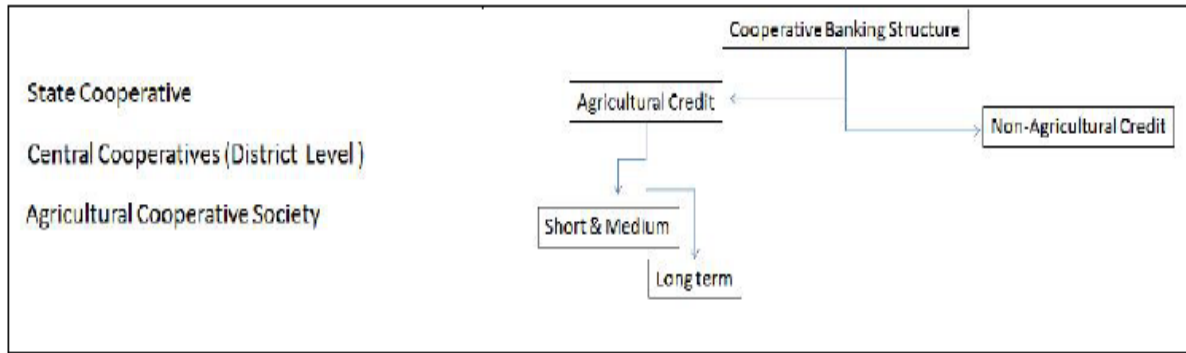 Cooperative Banking Structure
State Cooperative
Agricultural Credit
Non-Agricultural Credit
Central Cooperatives (District Level )
Agricultural Cooperative Society
Short & Medium
Long term